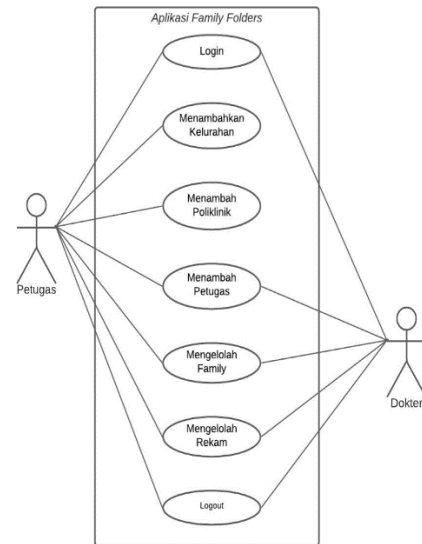 Aplikasi Family Folders
Login
Menambahkan
Kelurahan
Menambah
Poliklinik
Menambah
Petugas
Petugas
Mengelolah
Family
Dokter
Mengelolah
Rekam
Logout